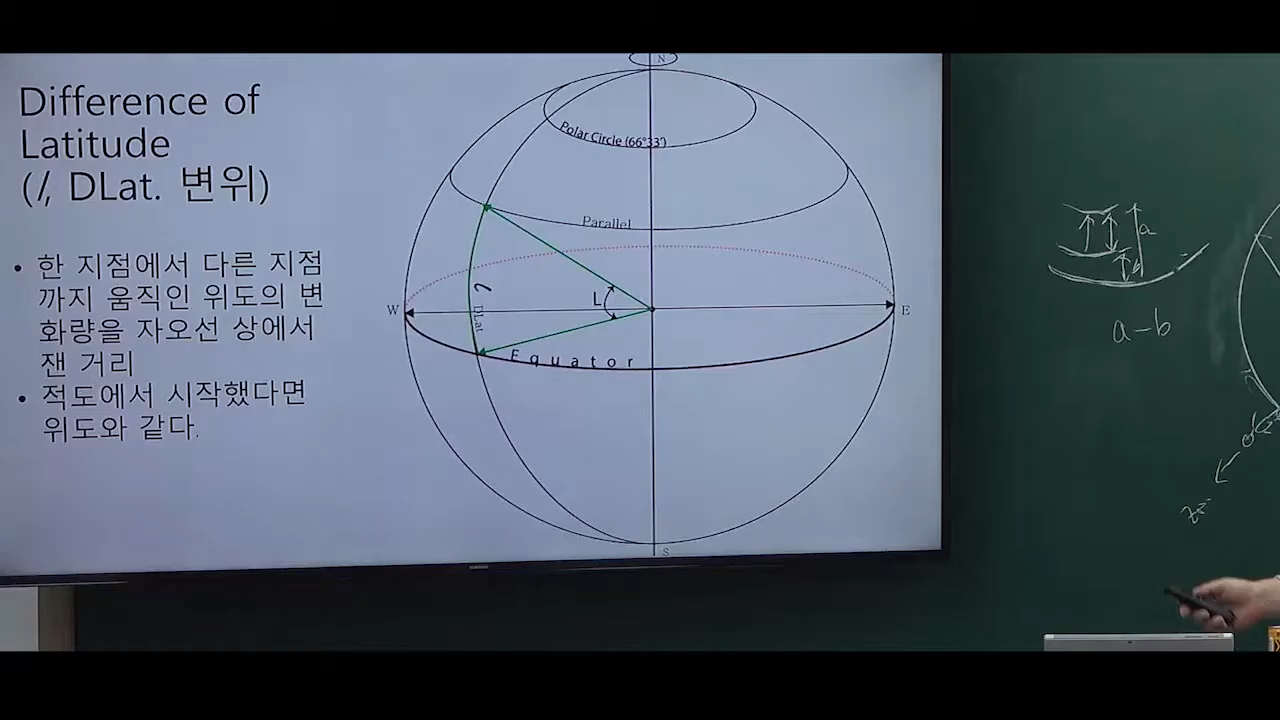 Difference of
Latitude
(l, DLat. 변위)
• 한 지점에서 다른 지점
까지 움직인 위도의 변
화량을 자오선 상에서
잰 거리
• 적도에서 시작했다면
위도와 같다.
N
Polar Circle (66°33')
Parallel
W
E
L
l
DLat
Equator
S
a
a-b